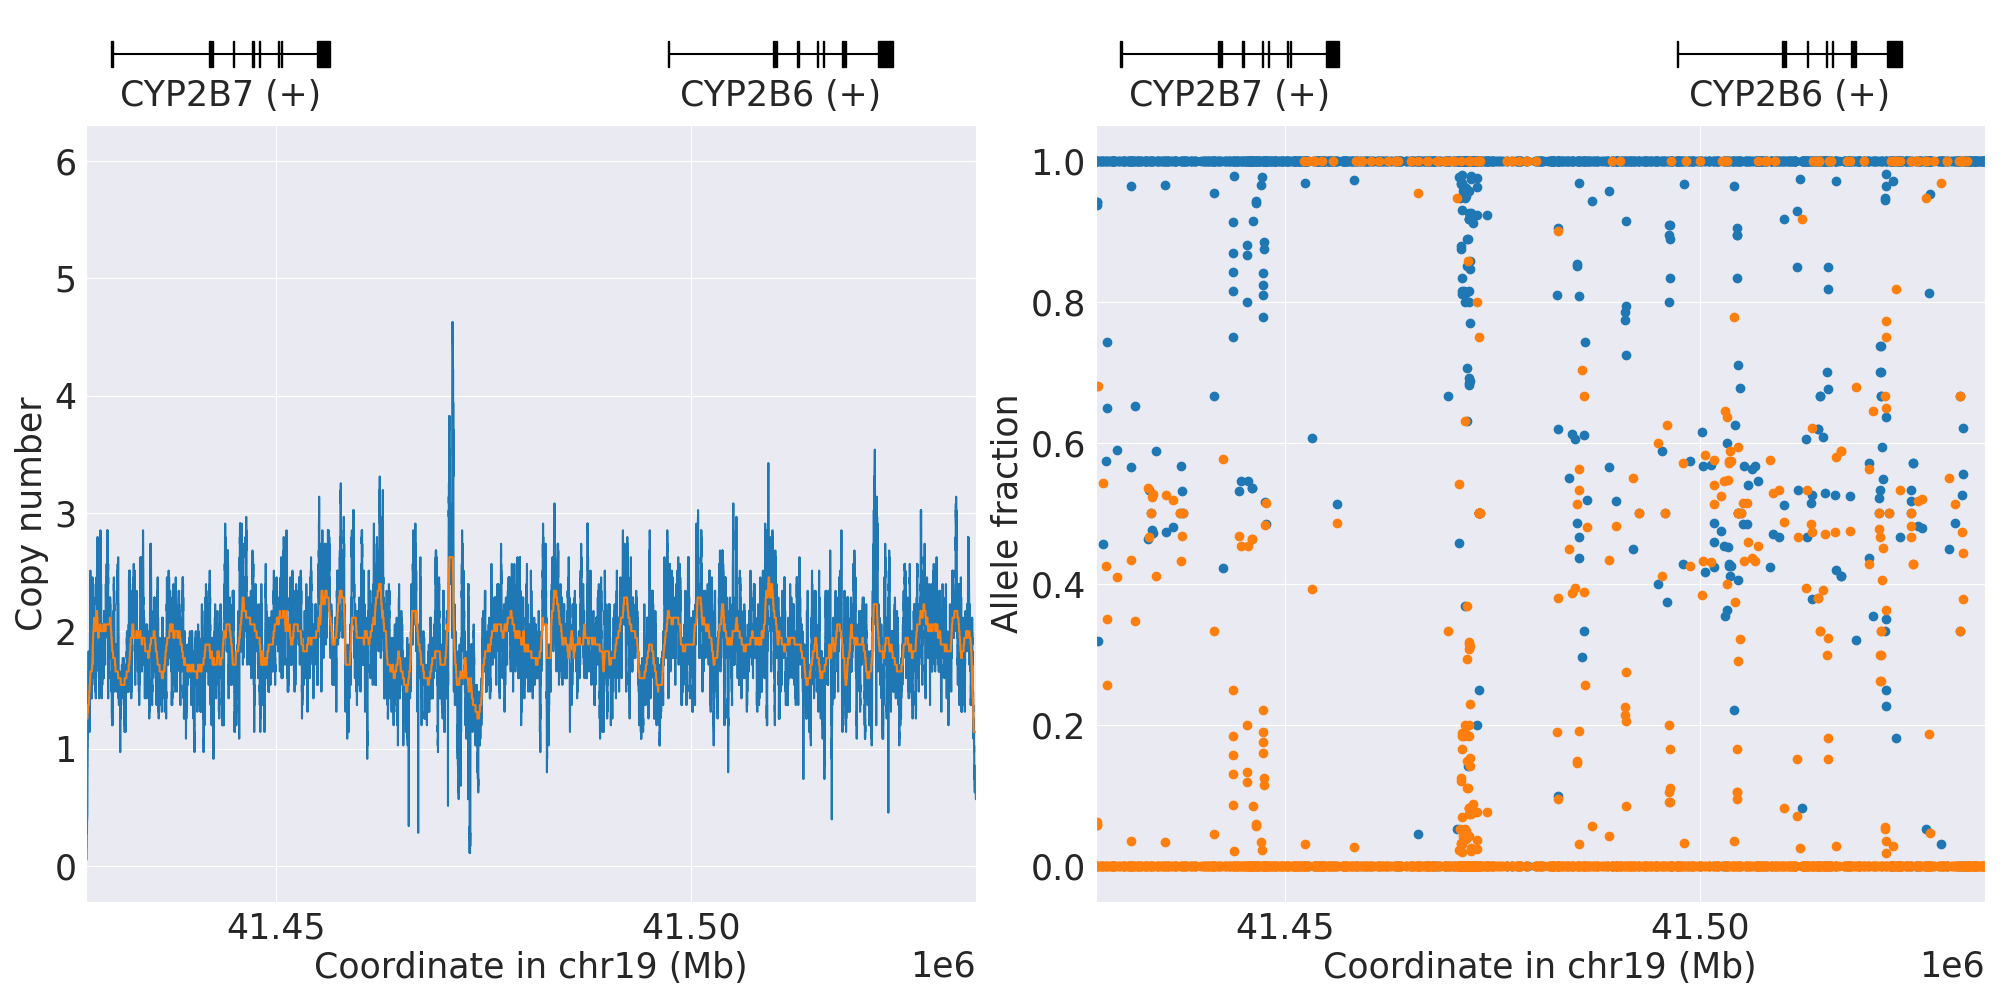 CYP2B7 (+)
CYP2B6 (+)
6
5
4
3
2
1
0
Copy number
41.45
41.50
Coordinate in chr19 (Mb)
1e6
CYP2B7 (+)
CYP2B6 (+)
1.0
0.8
0.6
0.4
0.2
0.0
Allele fraction
41.45
41.50
Coordinate in chr19 (Mb)
1e6